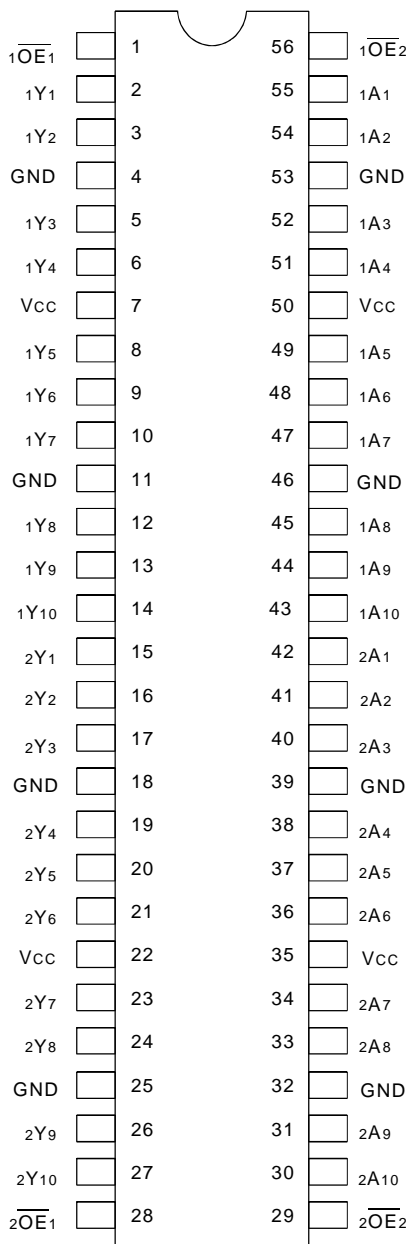 1OE1 1 56 1OE2
1Y1 2 55 1A1
1Y2 3 54 1A2
GND 4 53 GND
1Y3 5 52 1A3
1Y4 6 51 1A4
VCC 7 50 VCC
1Y5 8 49 1A5
1Y6 9 48 1A6
1Y7 10 47 1A7
GND 11 46 GND
1Y8 12 45 1A8
1Y9 13 44 1A9
1Y10 14 43 1A10
2Y1 15 42 2A1
2Y2 16 41 2A2
2Y3 17 40 2A3
GND 18 39 GND
2Y4 19 38 2A4
2Y5 20 37 2A5
2Y6 21 36 2A6
VCC 22 35 VCC
2Y7 23 34 2A7
2Y8 24 33 2A8
GND 25 32 GND
2Y9 26 31 2A9
2Y10 27 30 2A10
2OE1 28 29 2OE2